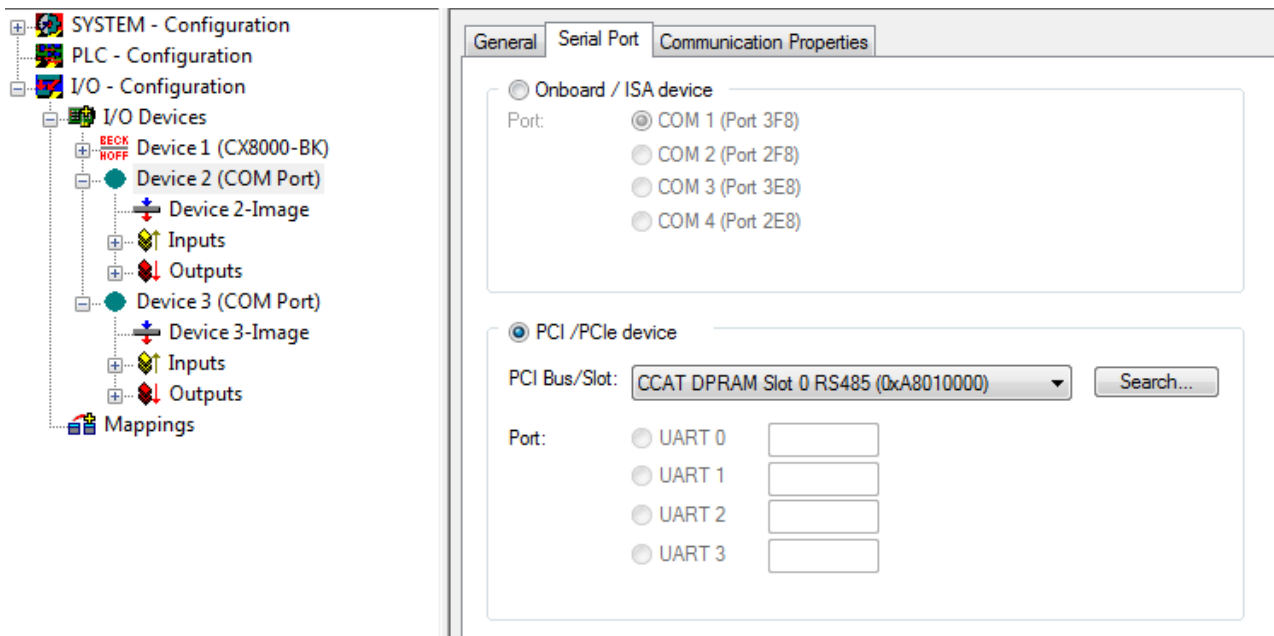 SYSTEM - Configuration
PLC - Configuration
I/O - Configuration
I/O Devices
BECK
HOFF
Device 1 (CX8000-BK)
Device 2 (COM Port)
Device 2-Image
Inputs
Outputs
Device 3 (COM Port)
Device 3-Image
Inputs
Outputs
Mappings
General Serial Port Communication Properties
Onboard / ISA device
Port: COM 1 (Port 3F8)
COM 2 (Port 2F8)
COM 3 (Port 3E8)
COM 4 (Port 2E8)
PCI /PCIe device
PCI Bus/Slot: CCAT DPRAM Slot 0 RS485 (0xA8010000) Search...
Port: UART 0
UART 1
UART 2
UART 3